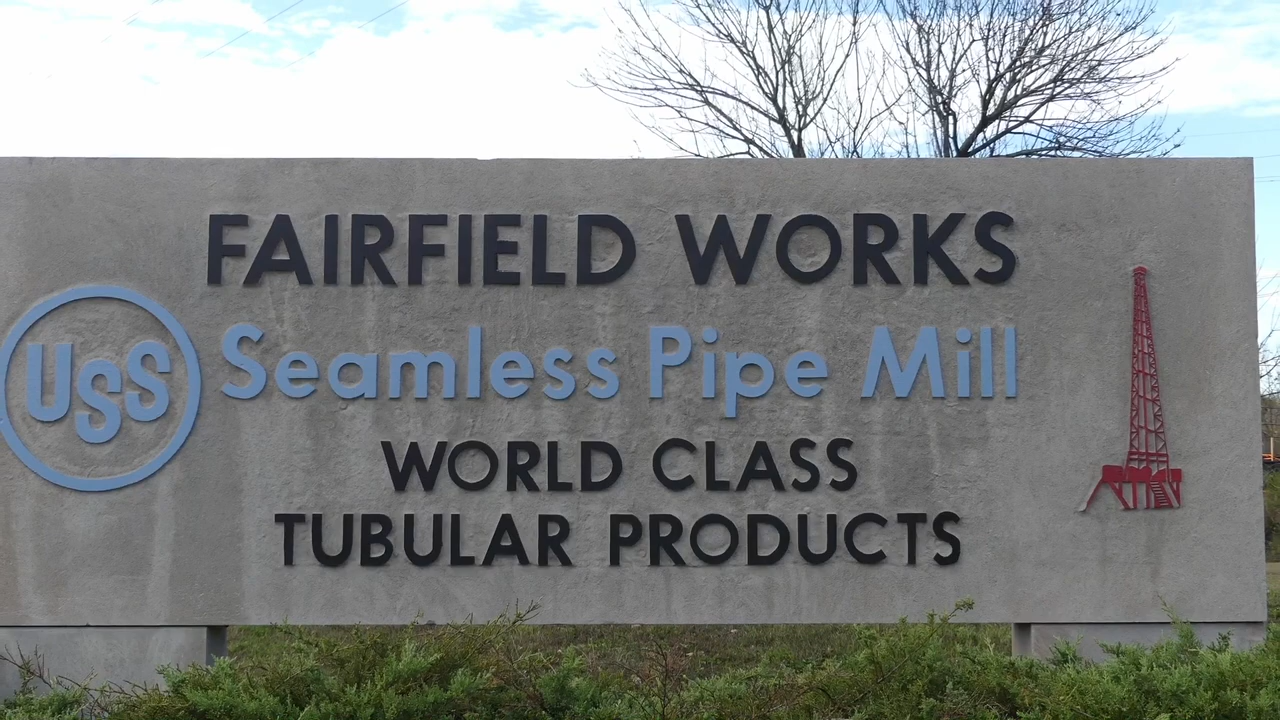 FAIRFIELD WORKS
USS
Seamless Pipe Mill
WORLD CLASS
TUBULAR PRODUCTS